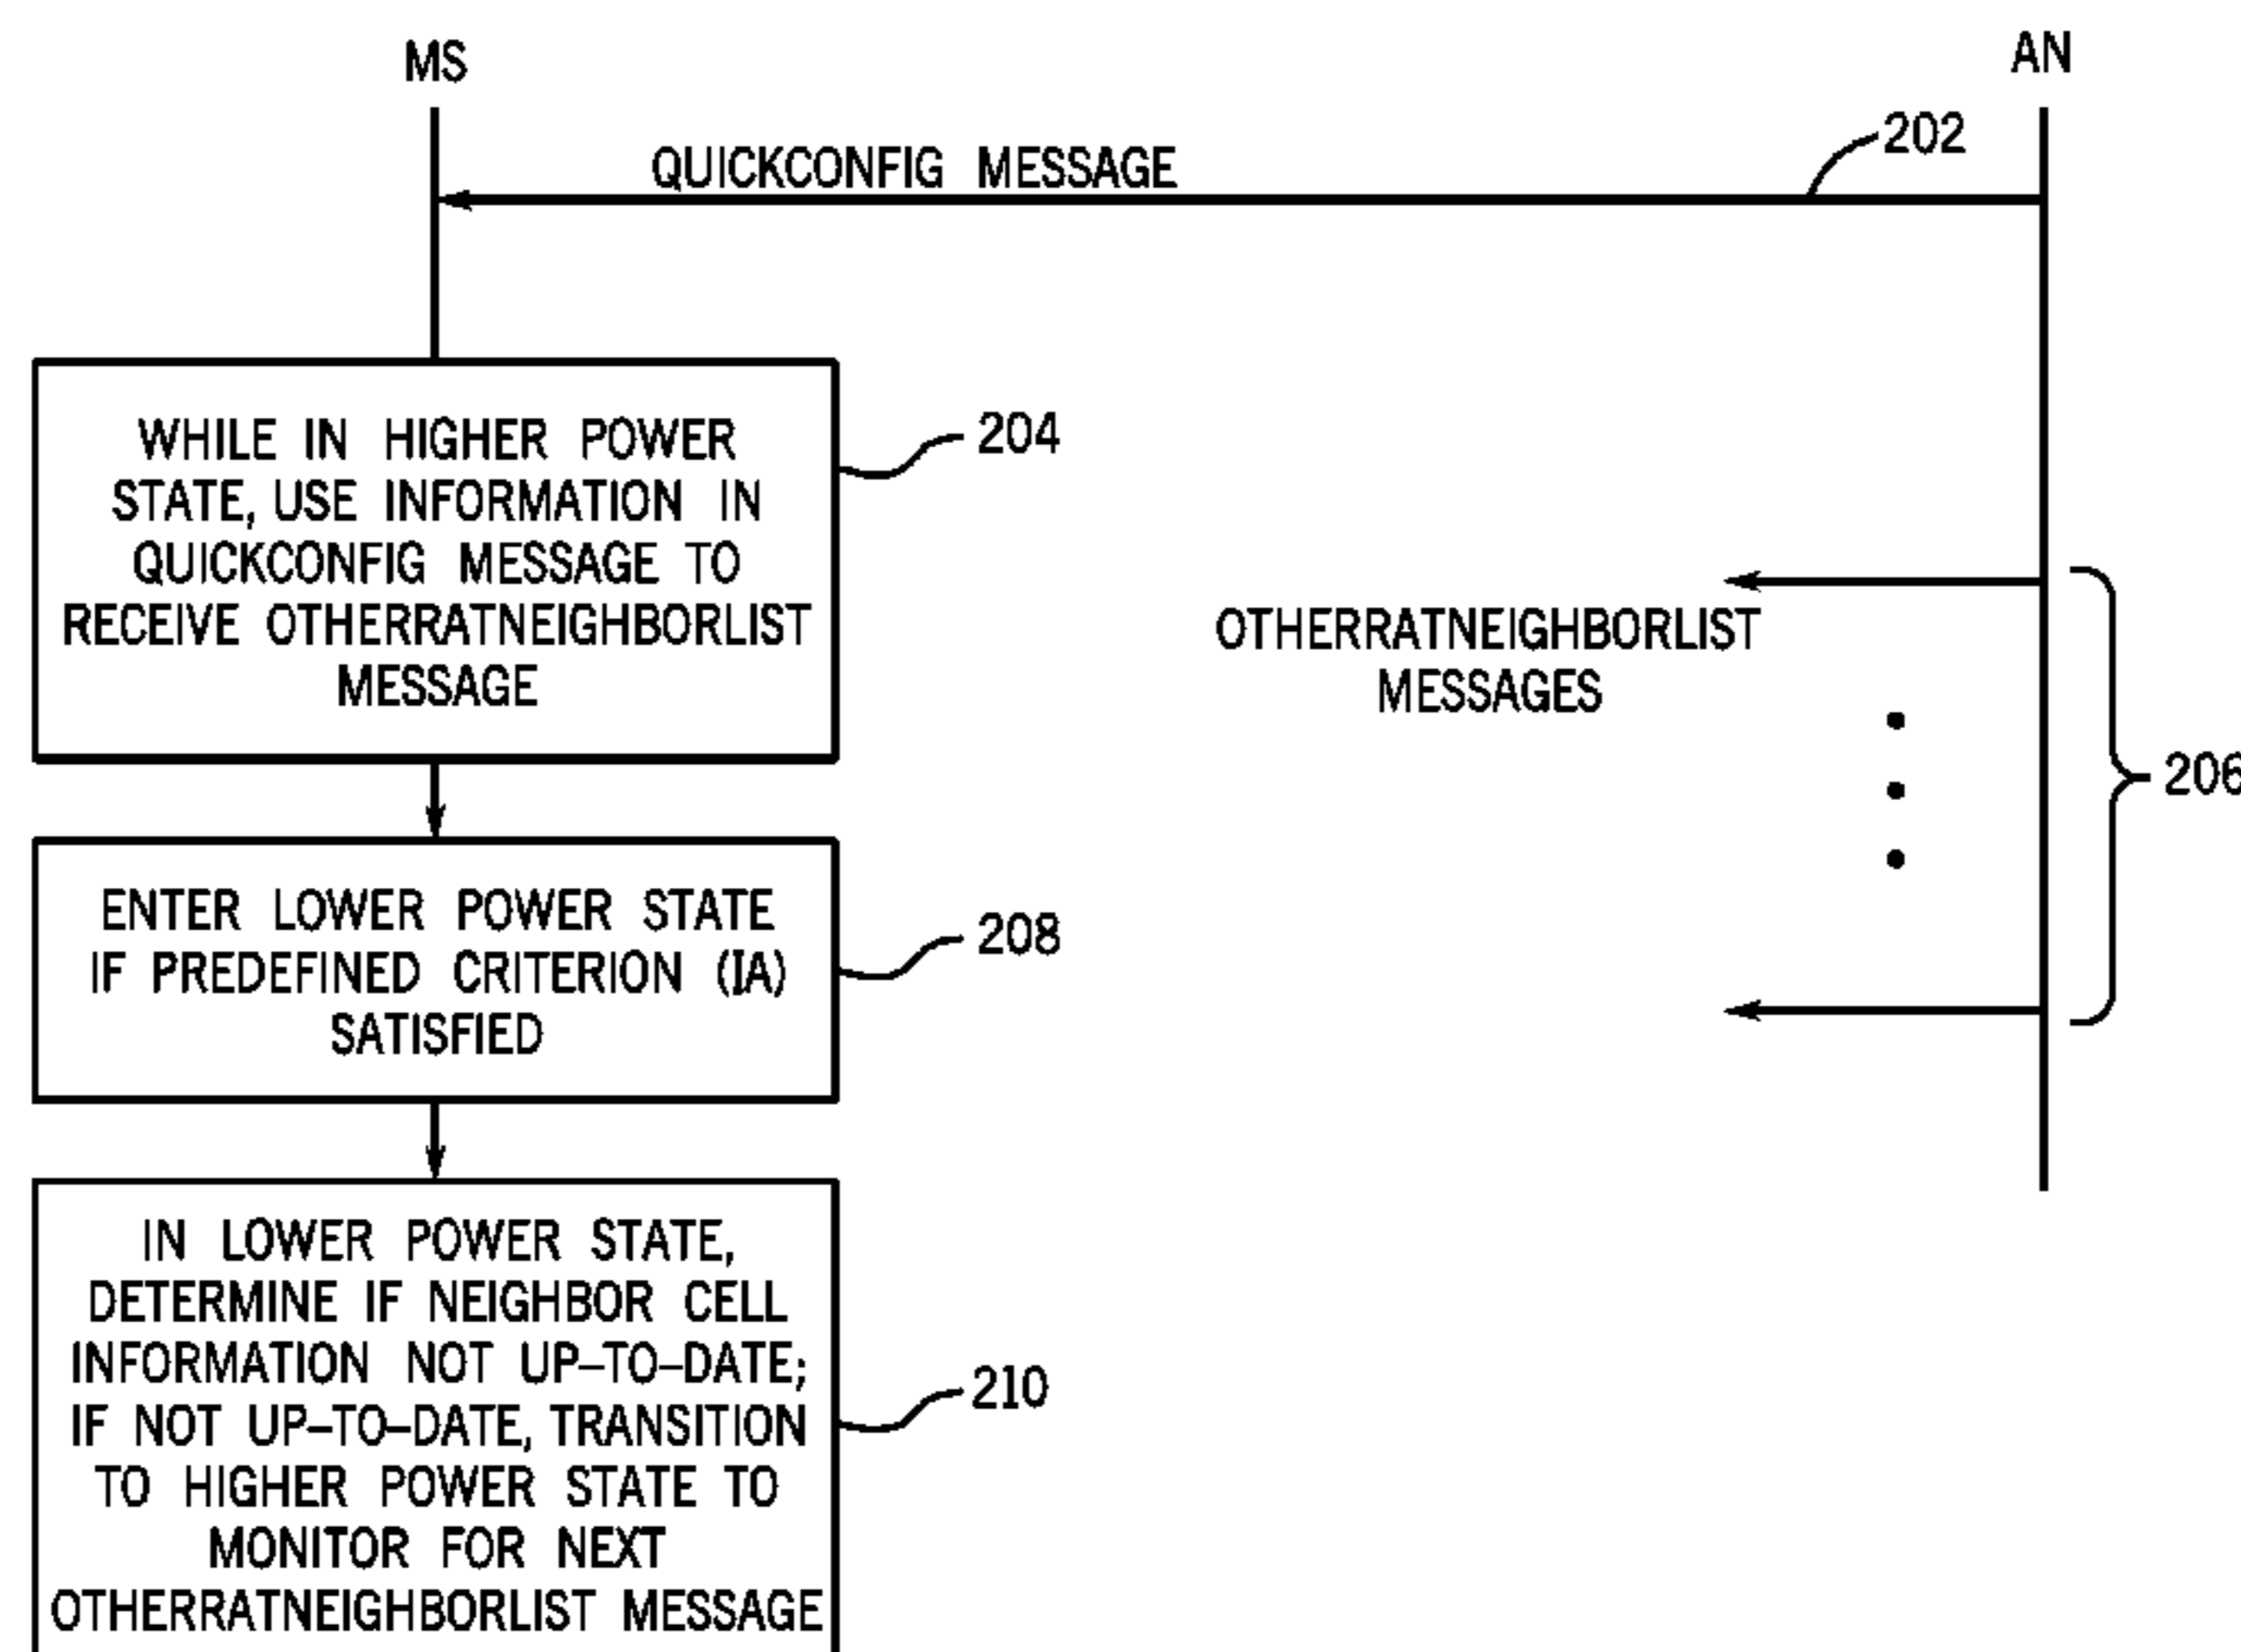 MS
AN
QUICKCONFIG MESSAGE
202
WHILE IN HIGHER POWER
STATE, USE INFORMATION IN
QUICKCONFIG MESSAGE TO
RECEIVE OTHERRATNEIGHBORLIST
MESSAGE
204
OTHERRATNEIGHBORLIST
MESSAGES
206
ENTER LOWER POWER STATE
IF PREDEFINED CRITERION (IA)
SATISFIED
208
IN LOWER POWER STATE,
DETERMINE IF NEIGHBOR CELL
INFORMATION NOT UP-TO-DATE;
IF NOT UP-TO-DATE, TRANSITION
TO HIGHER POWER STATE TO
MONITOR FOR NEXT
OTHERRATNEIGHBORLIST MESSAGE
210